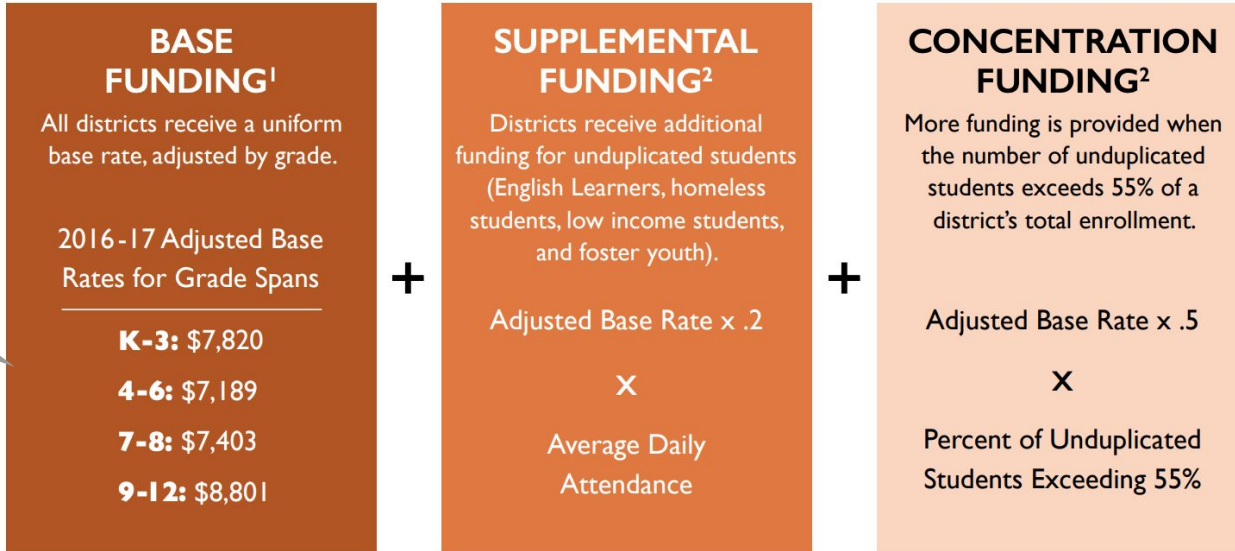 BASE
FUNDING¹
All districts receive a uniform
base rate, adjusted by grade.
2016-17 Adjusted Base
Rates for Grade Spans
K-3: $7,820
4-6: $7,189
7-8: $7,403
9-12: $8,801
+
SUPPLEMENTAL
FUNDING²
Districts receive additional
funding for unduplicated students
(English Learners, homeless
students, low income students,
and foster youth).
Adjusted Base Rate x .2
x
Average Daily
Attendance
+
CONCENTRATION
FUNDING²
More funding is provided when
the number of unduplicated
students exceeds 55% of a
district's total enrollment.
Adjusted Base Rate x .5
x
Percent of Unduplicated
Students Exceeding 55%